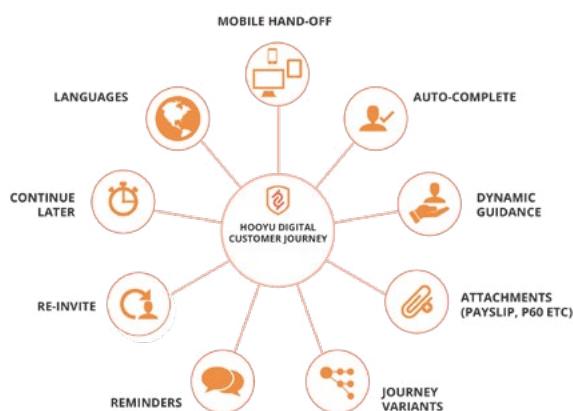 MOBILE HAND-OFF
LANGUAGES
AUTO-COMPLETE
CONTINUE
LATER
DYNAMIC
GUIDANCE
HOOYU DIGITAL
CUSTOMER JOURNEY
RE-INVITE
ATTACHMENTS
(PAYSLIP, P60 ETC)
REMINDERS
JOURNEY
VARIANTS